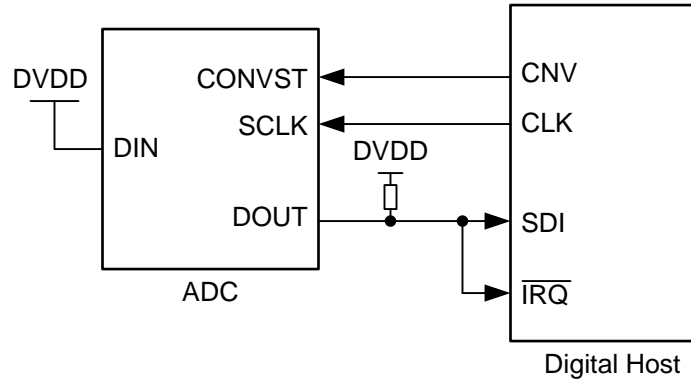 DVDD
DIN
CONVST
SCLK
DVDD
DOUT
ADC
CNV
CLK
SDI
IRQ
Digital Host